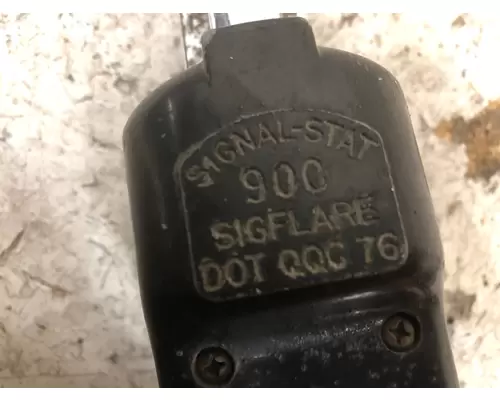 SIGNAL-STAT
900
SIGFLARE
DOT QQC 76